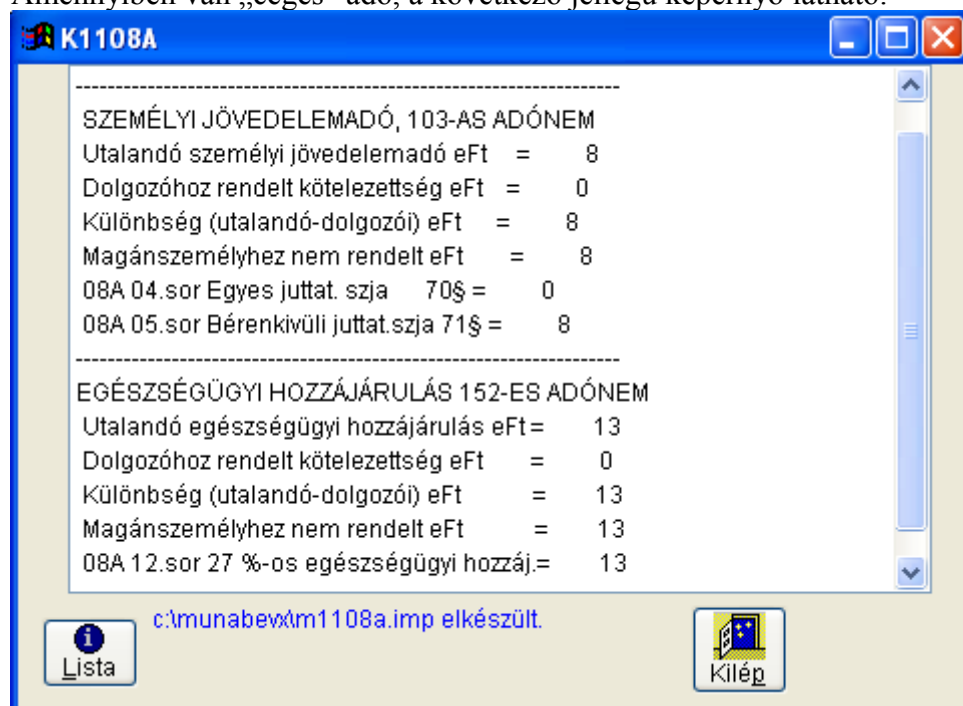 Amennyiben van „céges” adó, a következő jellegű képernyő látható:
K1108A
SZEMÉLYI JÖVEDELEMADÓ, 103-AS ADÓNEM
Utalandó személyi jövedelemadó eFt = 8
Dolgozóhoz rendelt kötelezettség eFt = 0
Különbség (utalandó-dolgozói) eFt = 8
Magánszemélyhez nem rendelt eFt = 8
08A 04.sor Egyes juttat. szja 70§ = 0
08A 05.sor Bérenkivüli juttat.szja 71§ = 8
EGÉSZSÉGÜGYI HOZZÁJÁRULÁS 152-ES ADÓNEM
Utalandó egészségügyi hozzájárulás eFt= 13
Dolgozóhoz rendelt kötelezettség eFt = 0
Különbség (utalandó-dolgozói) eFt = 13
Magánszemélyhez nem rendelt eFt = 13
08A 12.sor 27 %-os egészségügyi hozzáj.= 13
c:\munabevx\m1108a.imp elkészült.
Lista
Kilép